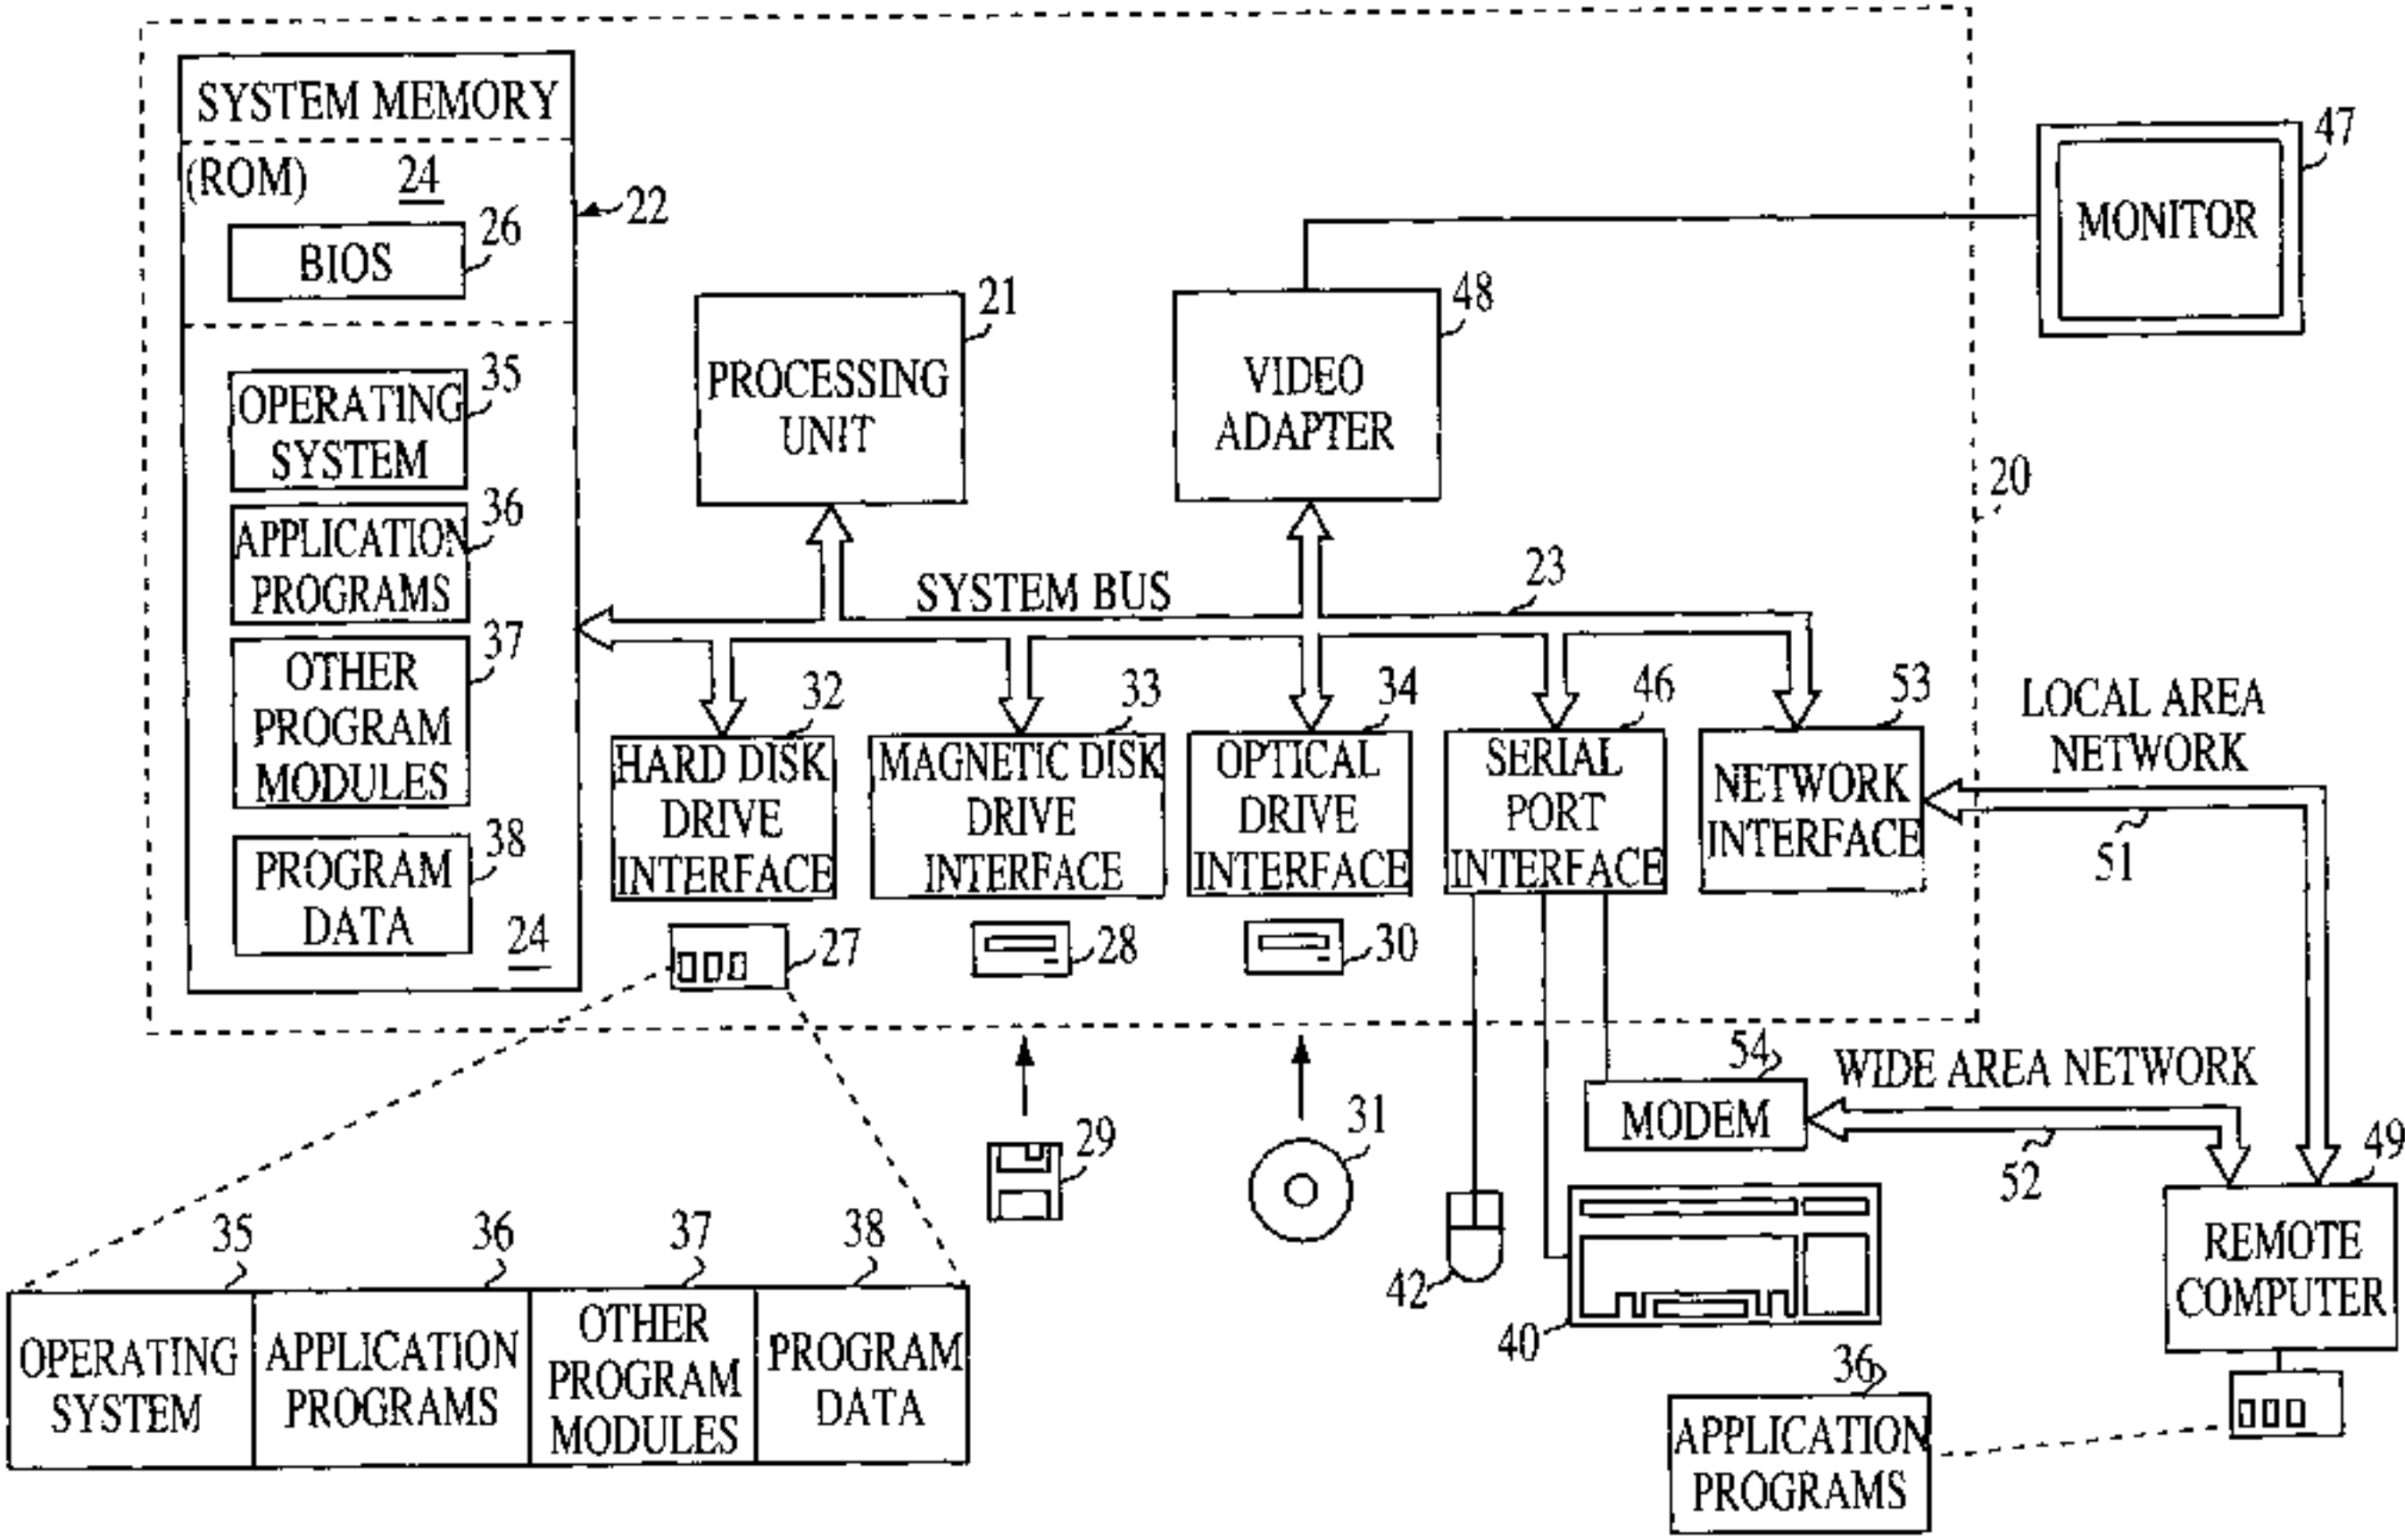 SYSTEM MEMORY
(ROM)
24
BIOS
26
22
OPERATING
SYSTEM
35
APPLICATION
PROGRAMS
36
OTHER
PROGRAM
MODULES
37
PROGRAM
DATA
38
24
PROCESSING
UNIT
21
VIDEO
ADAPTER
48
MONITOR
47
20
SYSTEM BUS
23
HARD DISK
DRIVE
INTERFACE
32
MAGNETIC DISK
DRIVE
INTERFACE
33
OPTICAL
DRIVE
INTERFACE
34
SERIAL
PORT
INTERFACE
46
NETWORK
INTERFACE
53
LOCAL AREA
NETWORK
51
27
28
30
29
31
42
40
54
MODEM
WIDE AREA NETWORK
52
49
REMOTE
COMPUTER
36
APPLICATION
PROGRAMS
35
OPERATING
SYSTEM
36
APPLICATION
PROGRAMS
37
OTHER
PROGRAM
MODULES
38
PROGRAM
DATA